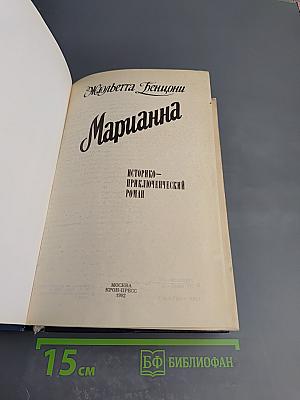 Жюльетта Бенцони
Марианна
ИСТОРИКО—
ПРИКЛЮЧЕНЧЕСКИЙ
РОМАН
МОСКВА
КРОН-ПРЕСС
1992
15 см
БФ БИБЛИОФАН